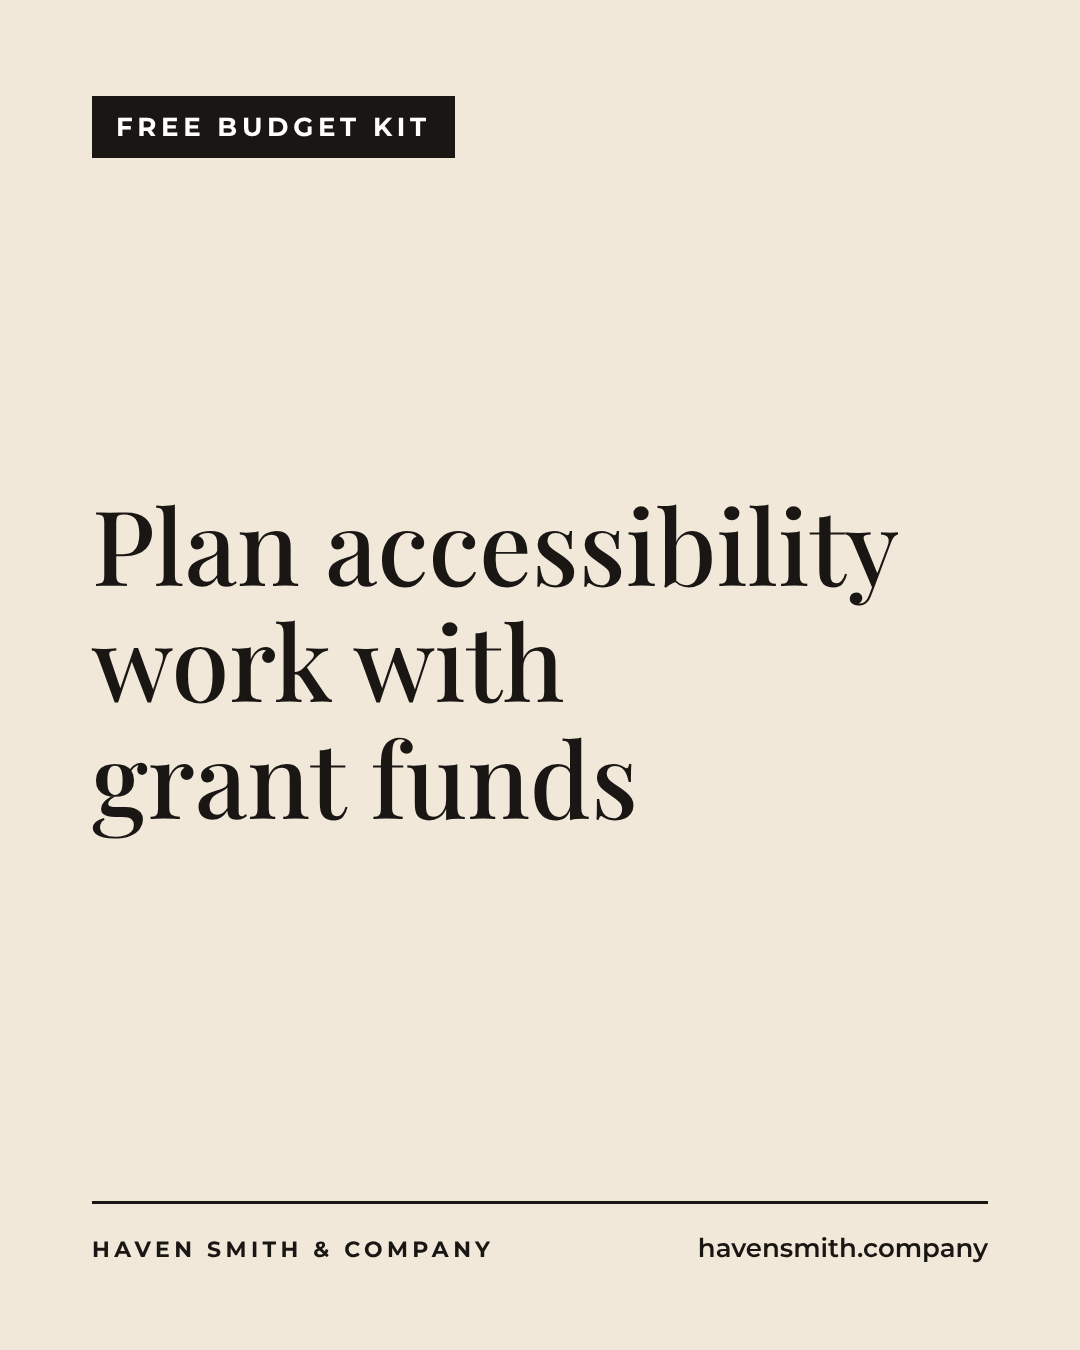 FREE BUDGET KIT
Plan accessibility
work with
grant funds
HAVEN SMITH & COMPANY
havensmith.company